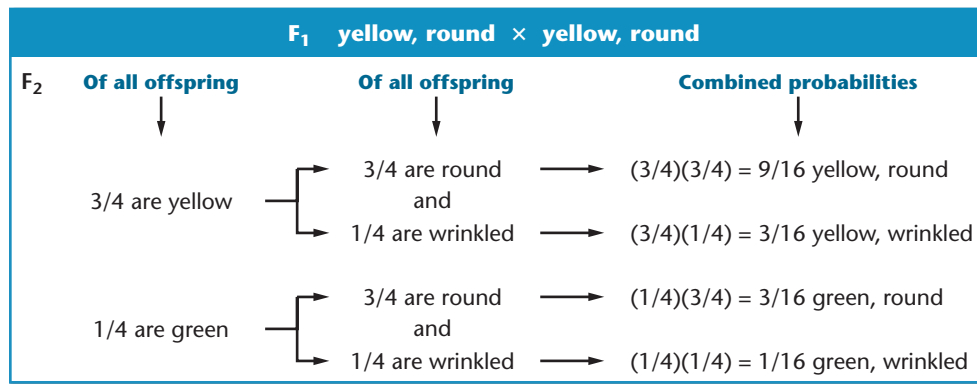 F₁ yellow, round × yellow, round
F₂ Of all offspring Of all offspring Combined probabilities
3/4 are round (3/4)(3/4) = 9/16 yellow, round
3/4 are yellow and
1/4 are wrinkled (3/4)(1/4) = 3/16 yellow, wrinkled
3/4 are round (1/4)(3/4) = 3/16 green, round
1/4 are green and
1/4 are wrinkled (1/4)(1/4) = 1/16 green, wrinkled